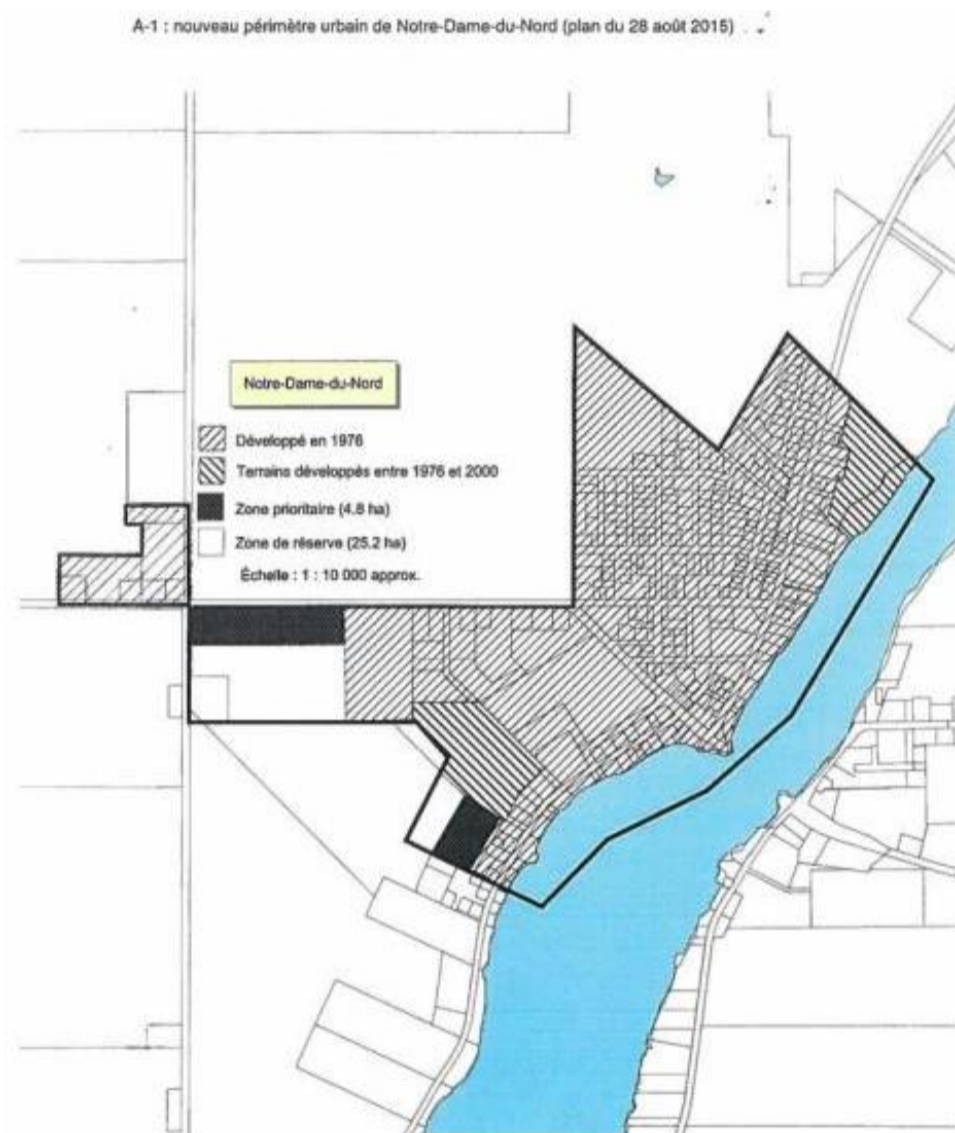 A-1 : nouveau périmètre urbain de Notre-Dame-du-Nord (plan du 28 août 2015)
Notre-Dame-du-Nord
Développé en 1976
Terrains développés entre 1976 et 2000
Zone prioritaire (4.8 ha)
Zone de réserve (25.2 ha)
Échelle : 1 : 10 000 approx.